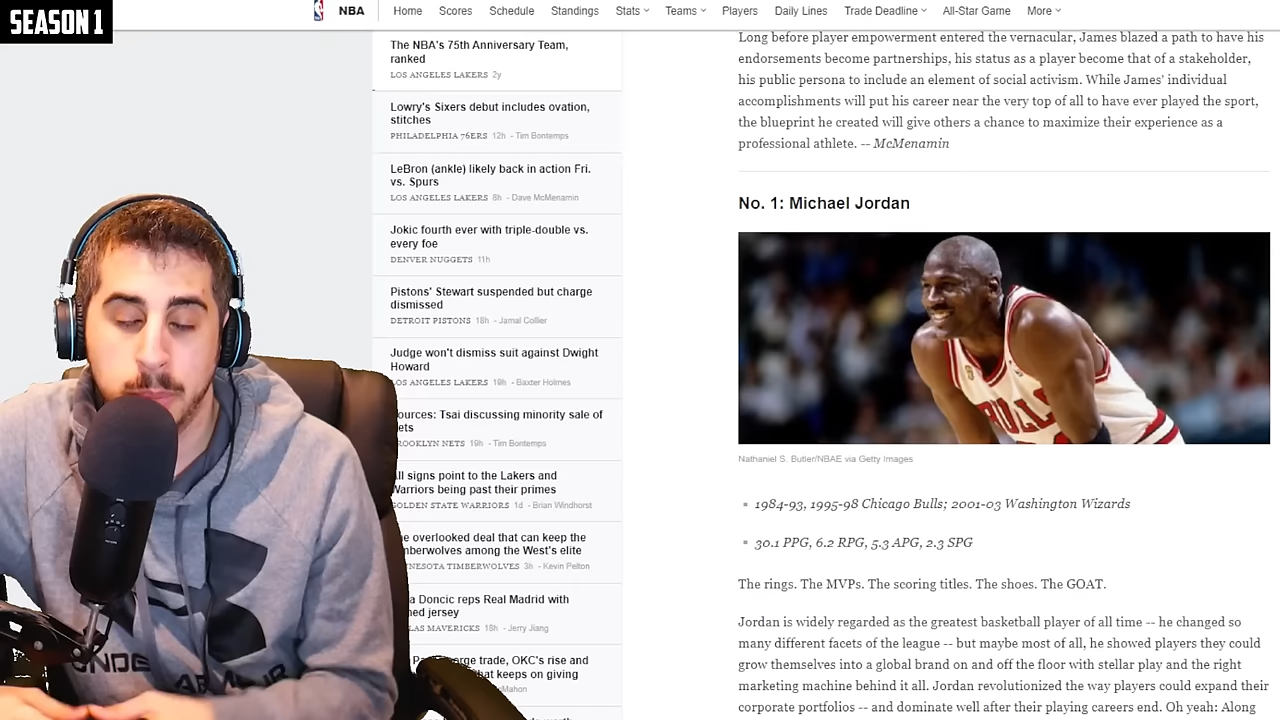 SEASON 1
NBA Home Scores Schedule Standings Stats Teams Players Daily Lines Trade Deadline All-Star Game More
The NBA's 75th Anniversary Team,
ranked
LOS ANGELES LAKERS 2y
Lowry's Sixers debut includes ovation,
stitches
PHILADELPHIA 76ERS 12h - Tim Bontemps
LeBron (ankle) likely back in action Fri.
vs. Spurs
LOS ANGELES LAKERS 8h - Dave McMenamin
Jokic fourth ever with triple-double vs.
every foe
DENVER NUGGETS 11h
Pistons' Stewart suspended but charge
dismissed
DETROIT PISTONS 18h - Jamal Collier
Judge won't dismiss suit against Dwight
Howard
LOS ANGELES LAKERS 19h - Baxter Holmes
ources: Tsai discussing minority sale of
ets
ROOKLYN NETS 19h - Tim Bontemps
ll signs point to the Lakers and
Warriors being past their primes
GOLDEN STATE WARRIORS 1d - Brian Windhorst
e overlooked deal that can keep the
mberwolves among the West's elite
NNESOTA TIMBERWOLVES 3h - Kevin Pelton
a Doncic reps Real Madrid with
ned jersey
LAS MAVERICKS 18h - Jerry Jiang
trade, OKC's rise and
that keeps on giving
Mahon
Long before player empowerment entered the vernacular, James blazed a path to have his
endorsements become partnerships, his status as a player become that of a stakeholder,
his public persona to include an element of social activism. While James' individual
accomplishments will put his career near the very top of all to have ever played the sport,
the blueprint he created will give others a chance to maximize their experience as a
professional athlete. -- McMenamin
No. 1: Michael Jordan
BULLS
Nathaniel S. Butler/NBAE via Getty Images
1984-93, 1995-98 Chicago Bulls; 2001-03 Washington Wizards
30.1 PPG, 6.2 RPG, 5.3 APG, 2.3 SPG
The rings. The MVPs. The scoring titles. The shoes. The GOAT.
Jordan is widely regarded as the greatest basketball player of all time -- he changed so
many different facets of the league -- but maybe most of all, he showed players they could
grow themselves into a global brand on and off the floor with stellar play and the right
marketing machine behind it all. Jordan revolutionized the way players could expand their
corporate portfolios -- and dominate well after their playing careers end. Oh yeah: Along
UNDE ARMOUR